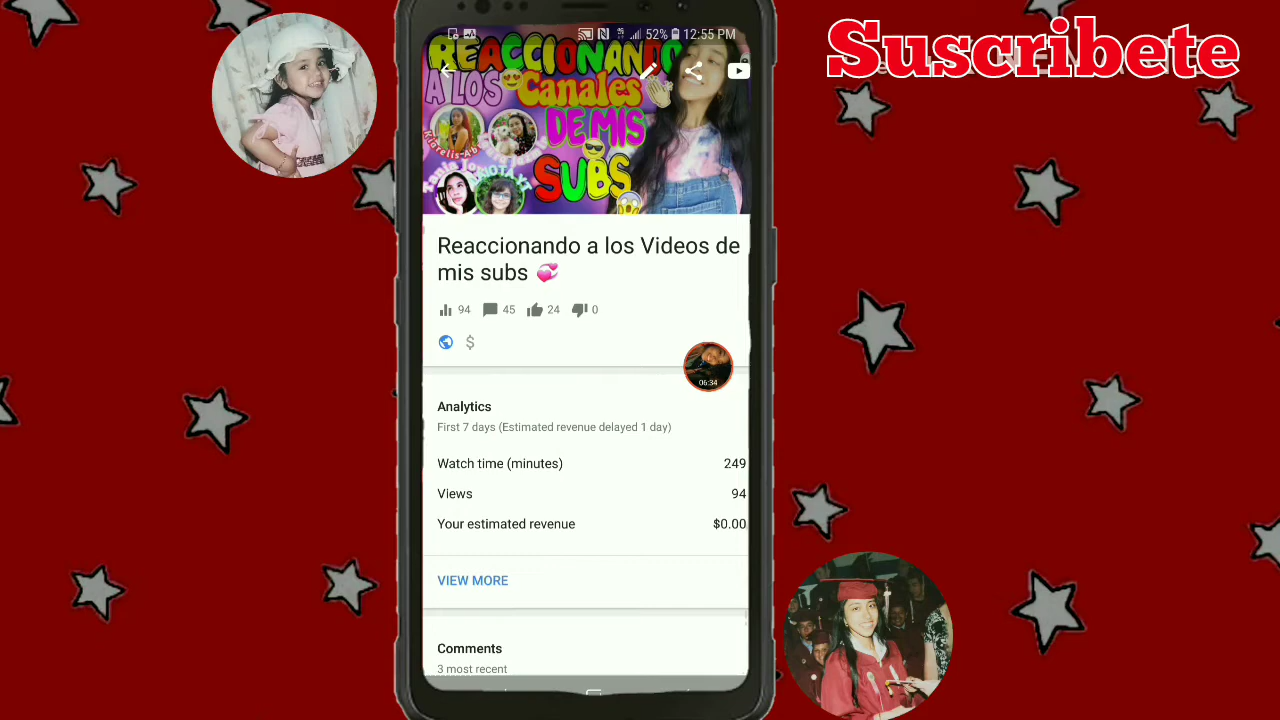 Suscribete
52% 12:55 PM
REACCIONANDO
A LOS Canales
DE MIS
SUBS
Klarelis-Ab
Reaccionando a los Videos de
mis subs 💞
94 45 24 0
$
06:34
Analytics
First 7 days (Estimated revenue delayed 1 day)
Watch time (minutes) 249
Views 94
Your estimated revenue $0.00
VIEW MORE
Comments
3 most recent